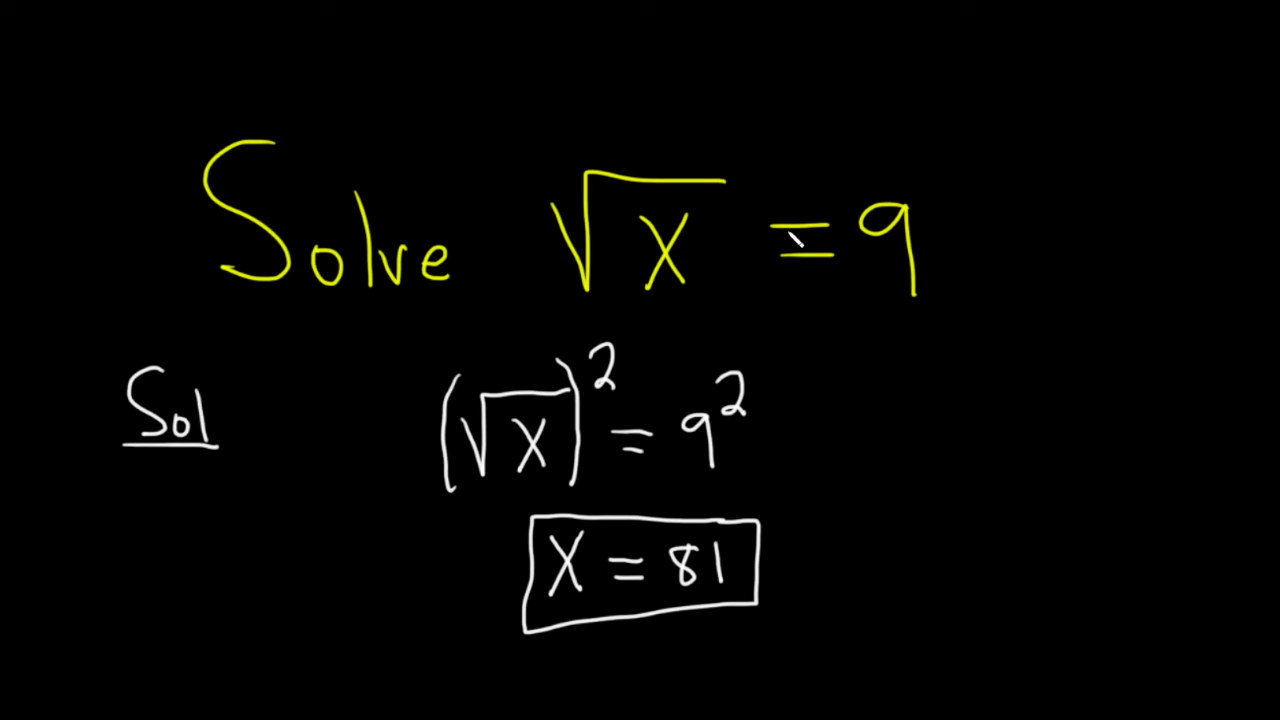 Solve √x = 9
Sol (√x)² = 9²
x = 81